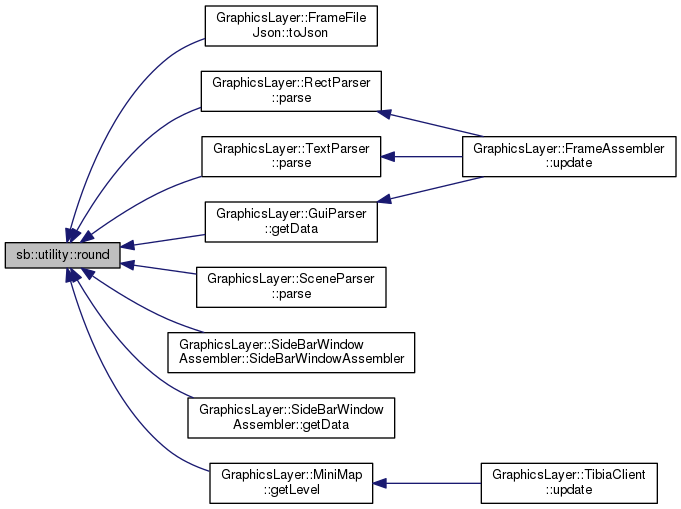 GraphicsLayer::FrameFile
Json::toJson
GraphicsLayer::RectParser
::parse
GraphicsLayer::TextParser
::parse
GraphicsLayer::FrameAssembler
::update
GraphicsLayer::GuiParser
::getData
sb::utility::round
GraphicsLayer::SceneParser
::parse
GraphicsLayer::SideBarWindow
Assembler::SideBarWindowAssembler
GraphicsLayer::SideBarWindow
Assembler::getData
GraphicsLayer::MiniMap
::getLevel
GraphicsLayer::TibiaClient
::update